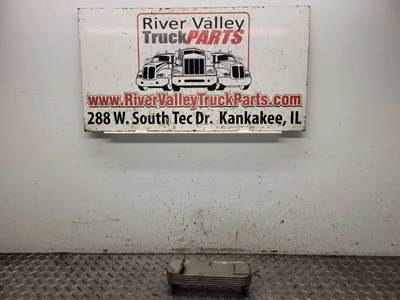 River Valley
TruckPARTS
www.RiverValleyTruckParts.com
288 W. South Tec Dr. Kankakee, IL